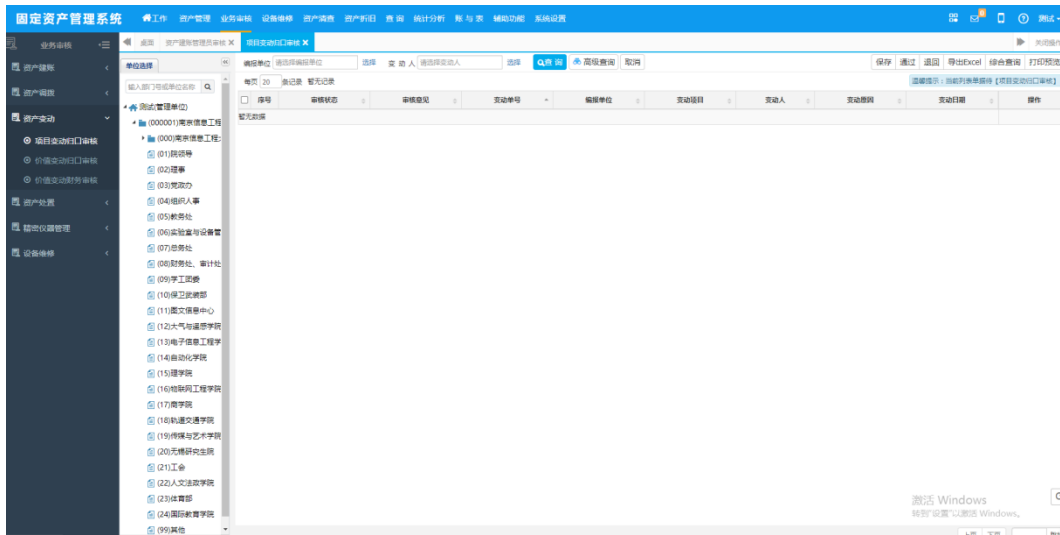 固定资产管理系统 工作 资产管理 业务审核 设备维修 资产清查 资产折旧 查询 统计分析 账与表 辅助功能 系统设置 测试
业务审核 桌面 资产建账管理员审核 项目变动归口审核 关闭操作
资产建账
资产调拨
资产变动
项目变动归口审核
价值变动归口审核
价值变动财务审核
资产处置
精密仪器管理
设备维修
单位选择
输入部门号或单位名称
测试(管理单位)
(000001)南京信息工程
(000)南京信息工程
(01)院领导
(02)理事
(03)党政办
(04)组织人事
(05)教务处
(06)实验室与设备管
(07)总务处
(08)财务处、审计处
(09)学工团委
(10)保卫武装部
(11)图文信息中心
(12)大气与遥感学院
(13)电子信息工程学
(14)自动化学院
(15)理学院
(16)物联网工程学院
(17)商学院
(18)轨道交通学院
(19)传媒与艺术学院
(20)无锡研究生院
(21)工会
(22)人文法政学院
(23)体育部
(24)国际教育学院
(99)其他
编报单位 请选择编报单位 选择 变动人 请选择变动人 选择 查询 高级查询 取消 保存 通过 退回 导出Excel 综合查询 打印预览
每页 20 条记录 暂无记录 温馨提示：当前列表单据待【项目变动归口审核】
序号 审核状态 审核意见 变动单号 编报单位 变动项目 变动人 变动原因 变动日期 操作
暂无数据
激活 Windows
转到"设置"以激活 Windows。
上页 下页